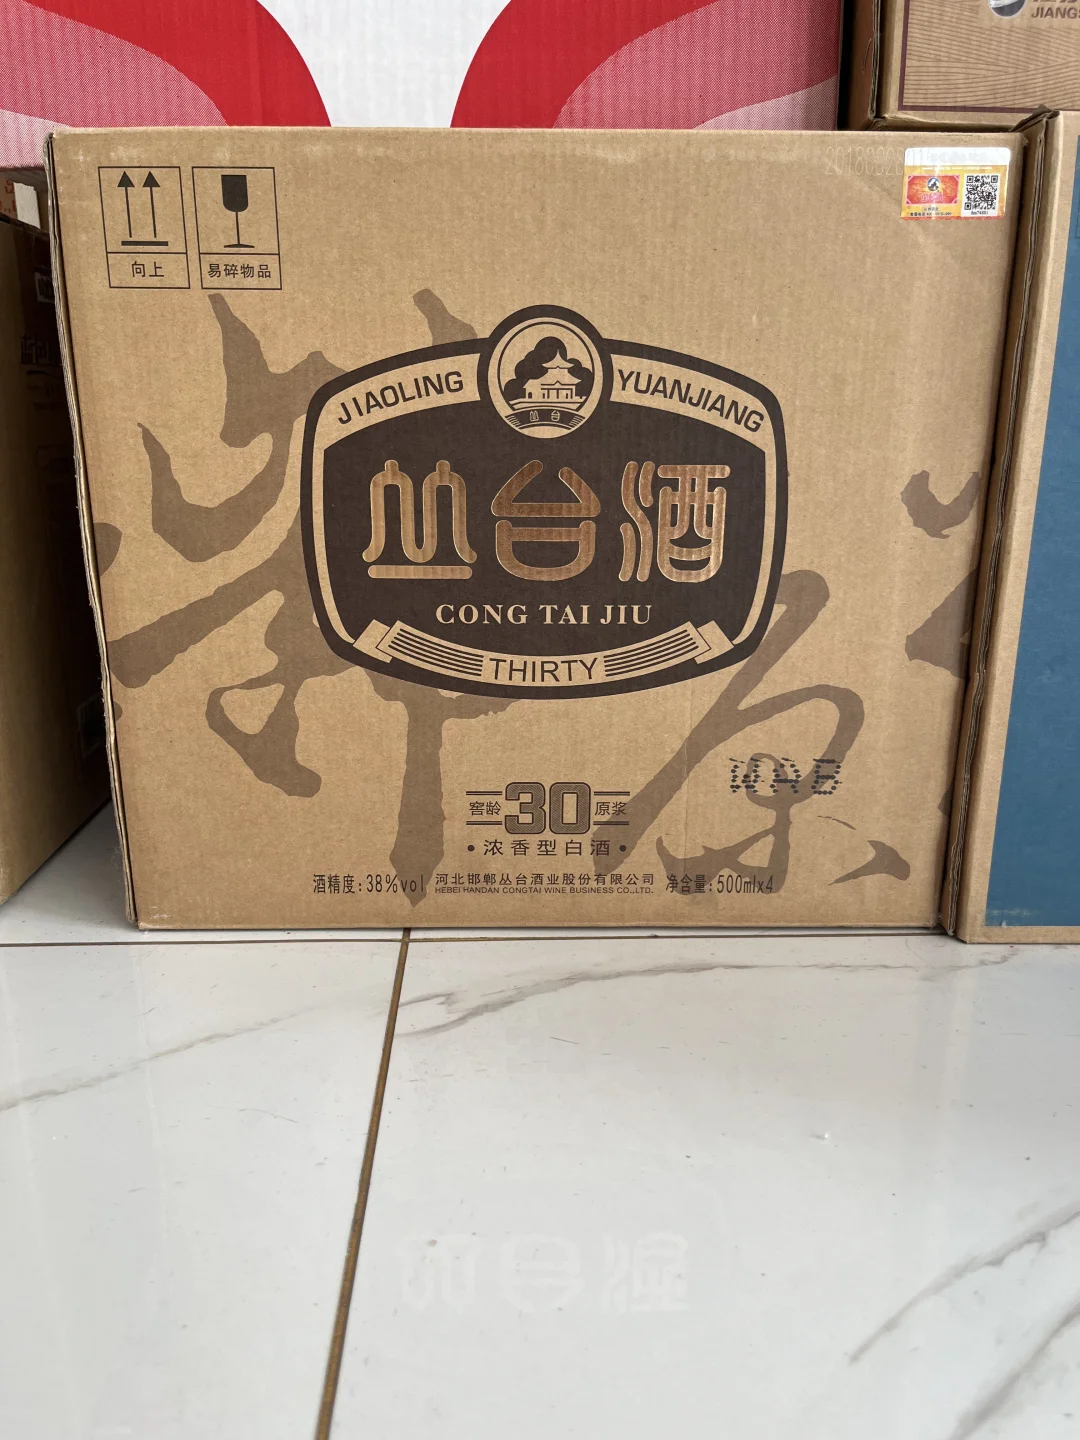 JIANGS
向上
易碎物品
JIAOLING
YUANJIANG
丛台
丛台酒
CONG TAI JIU
THIRTY
WAB
窖龄30原浆
·浓香型白酒·
酒精度:38%vol
河北邯郸丛台酒业股份有限公司
HEBEI HANDAN CONGTAI WINE BUSINESS CO.,LTD.
净含量:500mlx4